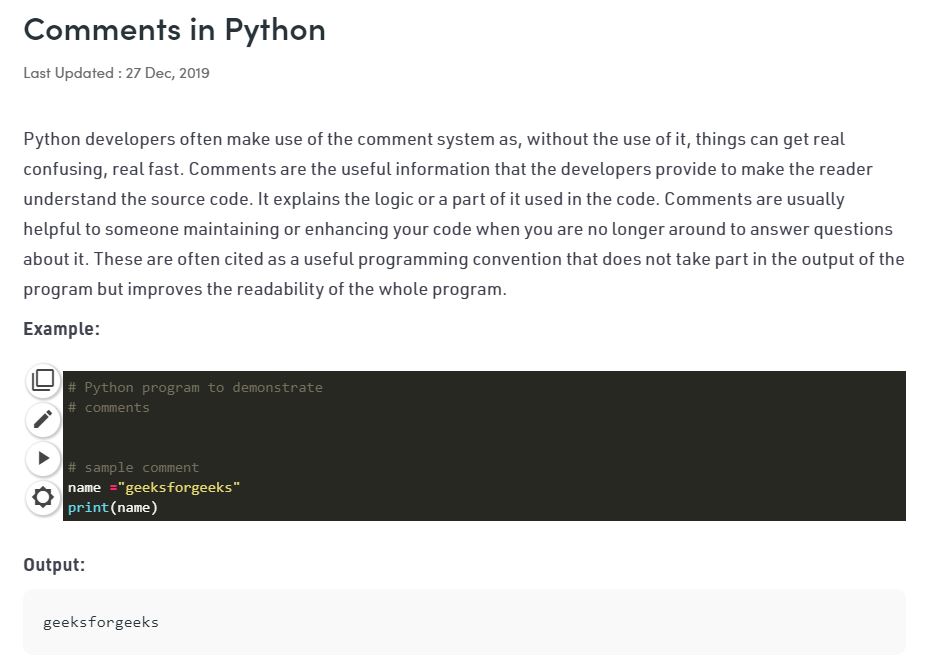 Comments in Python
Last Updated : 27 Dec, 2019
Python developers often make use of the comment system as, without the use of it, things can get real
confusing, real fast. Comments are the useful information that the developers provide to make the reader
understand the source code. It explains the logic or a part of it used in the code. Comments are usually
helpful to someone maintaining or enhancing your code when you are no longer around to answer questions
about it. These are often cited as a useful programming convention that does not take part in the output of the
program but improves the readability of the whole program.
Example:
# Python program to demonstrate
# comments
# sample comment
name ="geeksforgeeks"
print(name)
Output:
geeksforgeeks